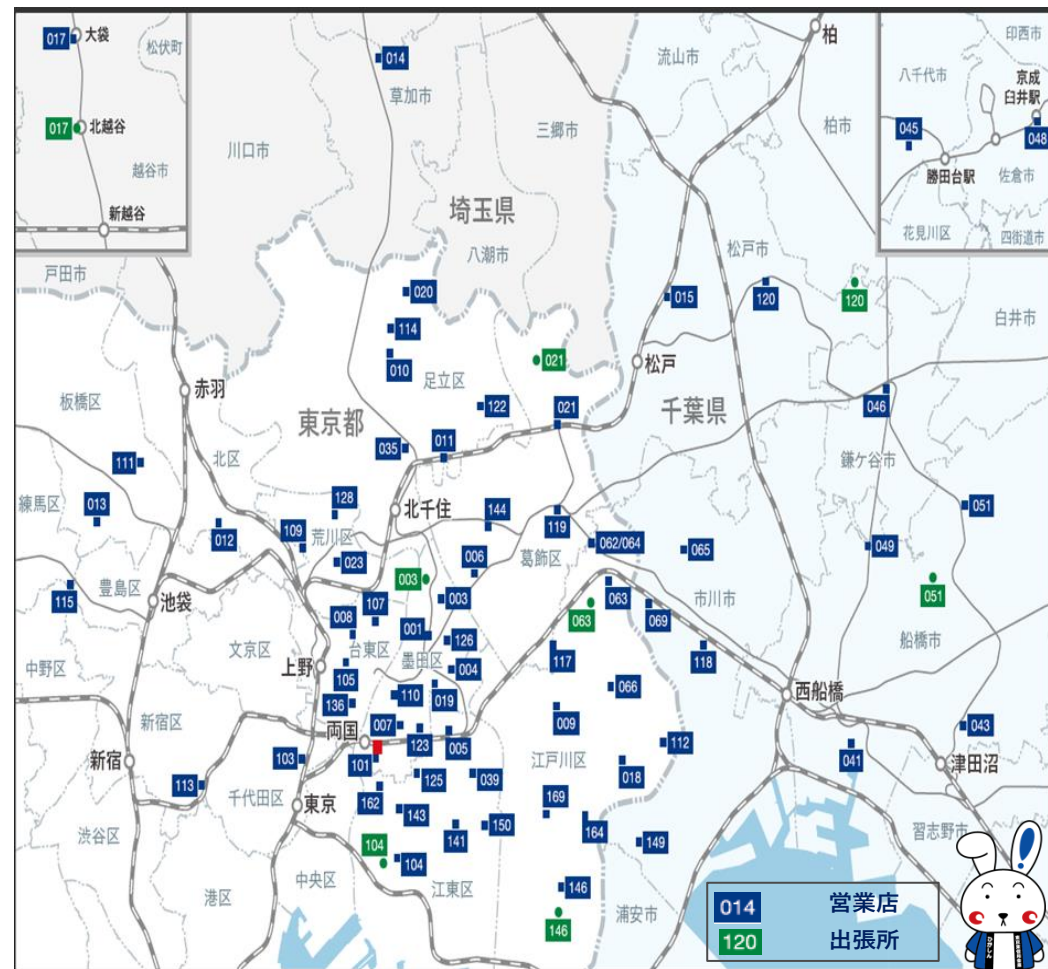 017
大袋
松伏町
017
北越谷
越谷市
新越谷
014
草加市
川口市
三郷市
埼玉県
八潮市
戸田市
流山市
柏
柏市
印西市
八千代市
京成
臼井駅
045
048
勝田台駅
佐倉市
花見川区
四街道市
松戸市
020
015
120
120
白井市
114
010
足立区
021
松戸
赤羽
板橋区
122
021
046
東京都
千葉県
035
011
鎌ケ谷市
111
北区
練馬区
013
128
北千住
144
119
051
012
109
荒川区
062/064
065
049
葛飾区
023
006
003
豊島区
115
池袋
003
063
市川市
051
107
063
069
008
001
126
船橋市
文京区
台東区
墨田区
117
118
中野区
上野
105
004
066
110
019
136
西船橋
新宿区
007
009
両国
123
005
112
043
新宿
103
101
江戸川区
041
津田沼
113
125
039
018
千代田区
162
169
東京
143
150
164
渋谷区
141
149
習志野市
104
104
中央区
江東区
港区
146
浦安市
146
014
営業店
120
出張所